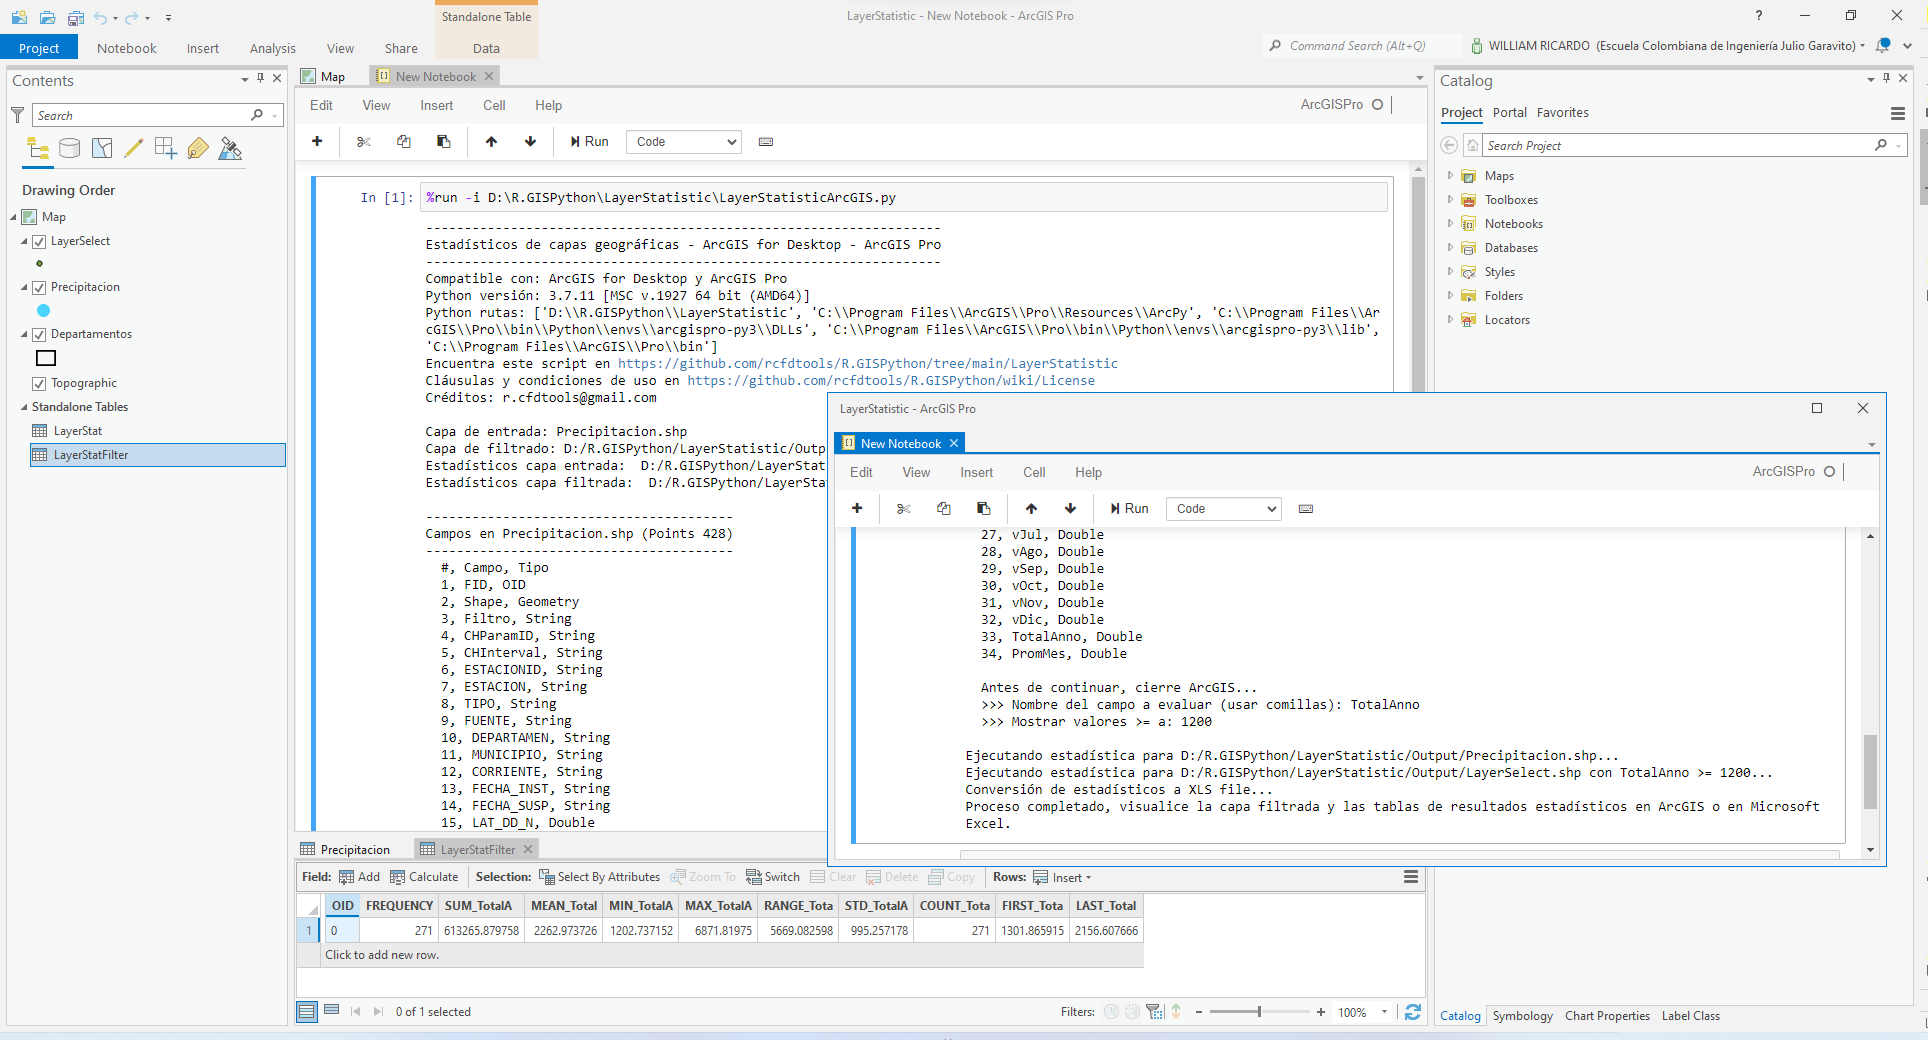 LayerStatistic - New Notebook - ArcGIS Pro
Standalone Table
Project Notebook Insert Analysis View Share Data
Command Search (Alt+Q)
WILLIAM RICARDO (Escuela Colombiana de Ingeniería Julio Garavito)
Contents
Search
Drawing Order
Map
LayerSelect
Precipitacion
Departamentos
Topographic
Standalone Tables
LayerStat
LayerStatFilter
Map New Notebook
Edit View Insert Cell Help
ArcGISPro
Run Code
In [1]: %run -i D:\R.GISPython\LayerStatistic\LayerStatisticArcGIS.py
-------------------------------------------------------------------
Estadísticos de capas geográficas - ArcGIS for Desktop - ArcGIS Pro
-------------------------------------------------------------------
Compatible con: ArcGIS for Desktop y ArcGIS Pro
Python versión: 3.7.11 [MSC v.1927 64 bit (AMD64)]
Python rutas: ['D:\\R.GISPython\\LayerStatistic', 'C:\\Program Files\\ArcGIS\\Pro\\Resources\\ArcPy', 'C:\\Program Files\\Ar
cGIS\\Pro\\bin\\Python\\envs\\arcgispro-py3\\DLLs', 'C:\\Program Files\\ArcGIS\\Pro\\bin\\Python\\envs\\arcgispro-py3\\lib',
'C:\\Program Files\\ArcGIS\\Pro\\bin']
Encuentra este script en https://github.com/rcfdtools/R.GISPython/tree/main/LayerStatistic
Cláusulas y condiciones de uso en https://github.com/rcfdtools/R.GISPython/wiki/License
Créditos: r.cfdtools@gmail.com
Capa de entrada: Precipitacion.shp
Capa de filtrado: D:/R.GISPython/LayerStatistic/Outp
Estadísticos capa entrada: D:/R.GISPython/LayerStat
Estadísticos capa filtrada: D:/R.GISPython/LayerSta
----------------------------------------
Campos en Precipitacion.shp (Points 428)
----------------------------------------
#, Campo, Tipo
1, FID, OID
2, Shape, Geometry
3, Filtro, String
4, CHParamID, String
5, CHInterval, String
6, ESTACIONID, String
7, ESTACION, String
8, TIPO, String
9, FUENTE, String
10, DEPARTAMEN, String
11, MUNICIPIO, String
12, CORRIENTE, String
13, FECHA_INST, String
14, FECHA_SUSP, String
15, LAT_DD_N, Double
LayerStatistic - ArcGIS Pro
New Notebook
Edit View Insert Cell Help
ArcGISPro
Run Code
27, vJul, Double
28, vAgo, Double
29, vSep, Double
30, vOct, Double
31, vNov, Double
32, vDic, Double
33, TotalAnno, Double
34, PromMes, Double
Antes de continuar, cierre ArcGIS...
>>> Nombre del campo a evaluar (usar comillas): TotalAnno
>>> Mostrar valores >= a: 1200
Ejecutando estadística para D:/R.GISPython/LayerStatistic/Output/Precipitacion.shp...
Ejecutando estadística para D:/R.GISPython/LayerStatistic/Output/LayerSelect.shp con TotalAnno >= 1200...
Conversión de estadísticos a XLS file...
Proceso completado, visualice la capa filtrada y las tablas de resultados estadísticos en ArcGIS o en Microsoft
Excel.
Precipitacion LayerStatFilter
Field: Add Calculate Selection: Select By Attributes Zoom To Switch Clear Delete Copy Rows: Insert
OID FREQUENCY SUM_TotalA MEAN_Total MIN_TotalA MAX_TotalA RANGE_Tota STD_TotalA COUNT_Tota FIRST_Tota LAST_Total
1 0 271 613265.879758 2262.973726 1202.737152 6871.81975 5669.082598 995.257178 271 1301.865915 2156.607666
Click to add new row.
0 of 1 selected
Filters: 100%
Catalog
Project Portal Favorites
Search Project
Maps
Toolboxes
Notebooks
Databases
Styles
Folders
Locators
Catalog Symbology Chart Properties Label Class